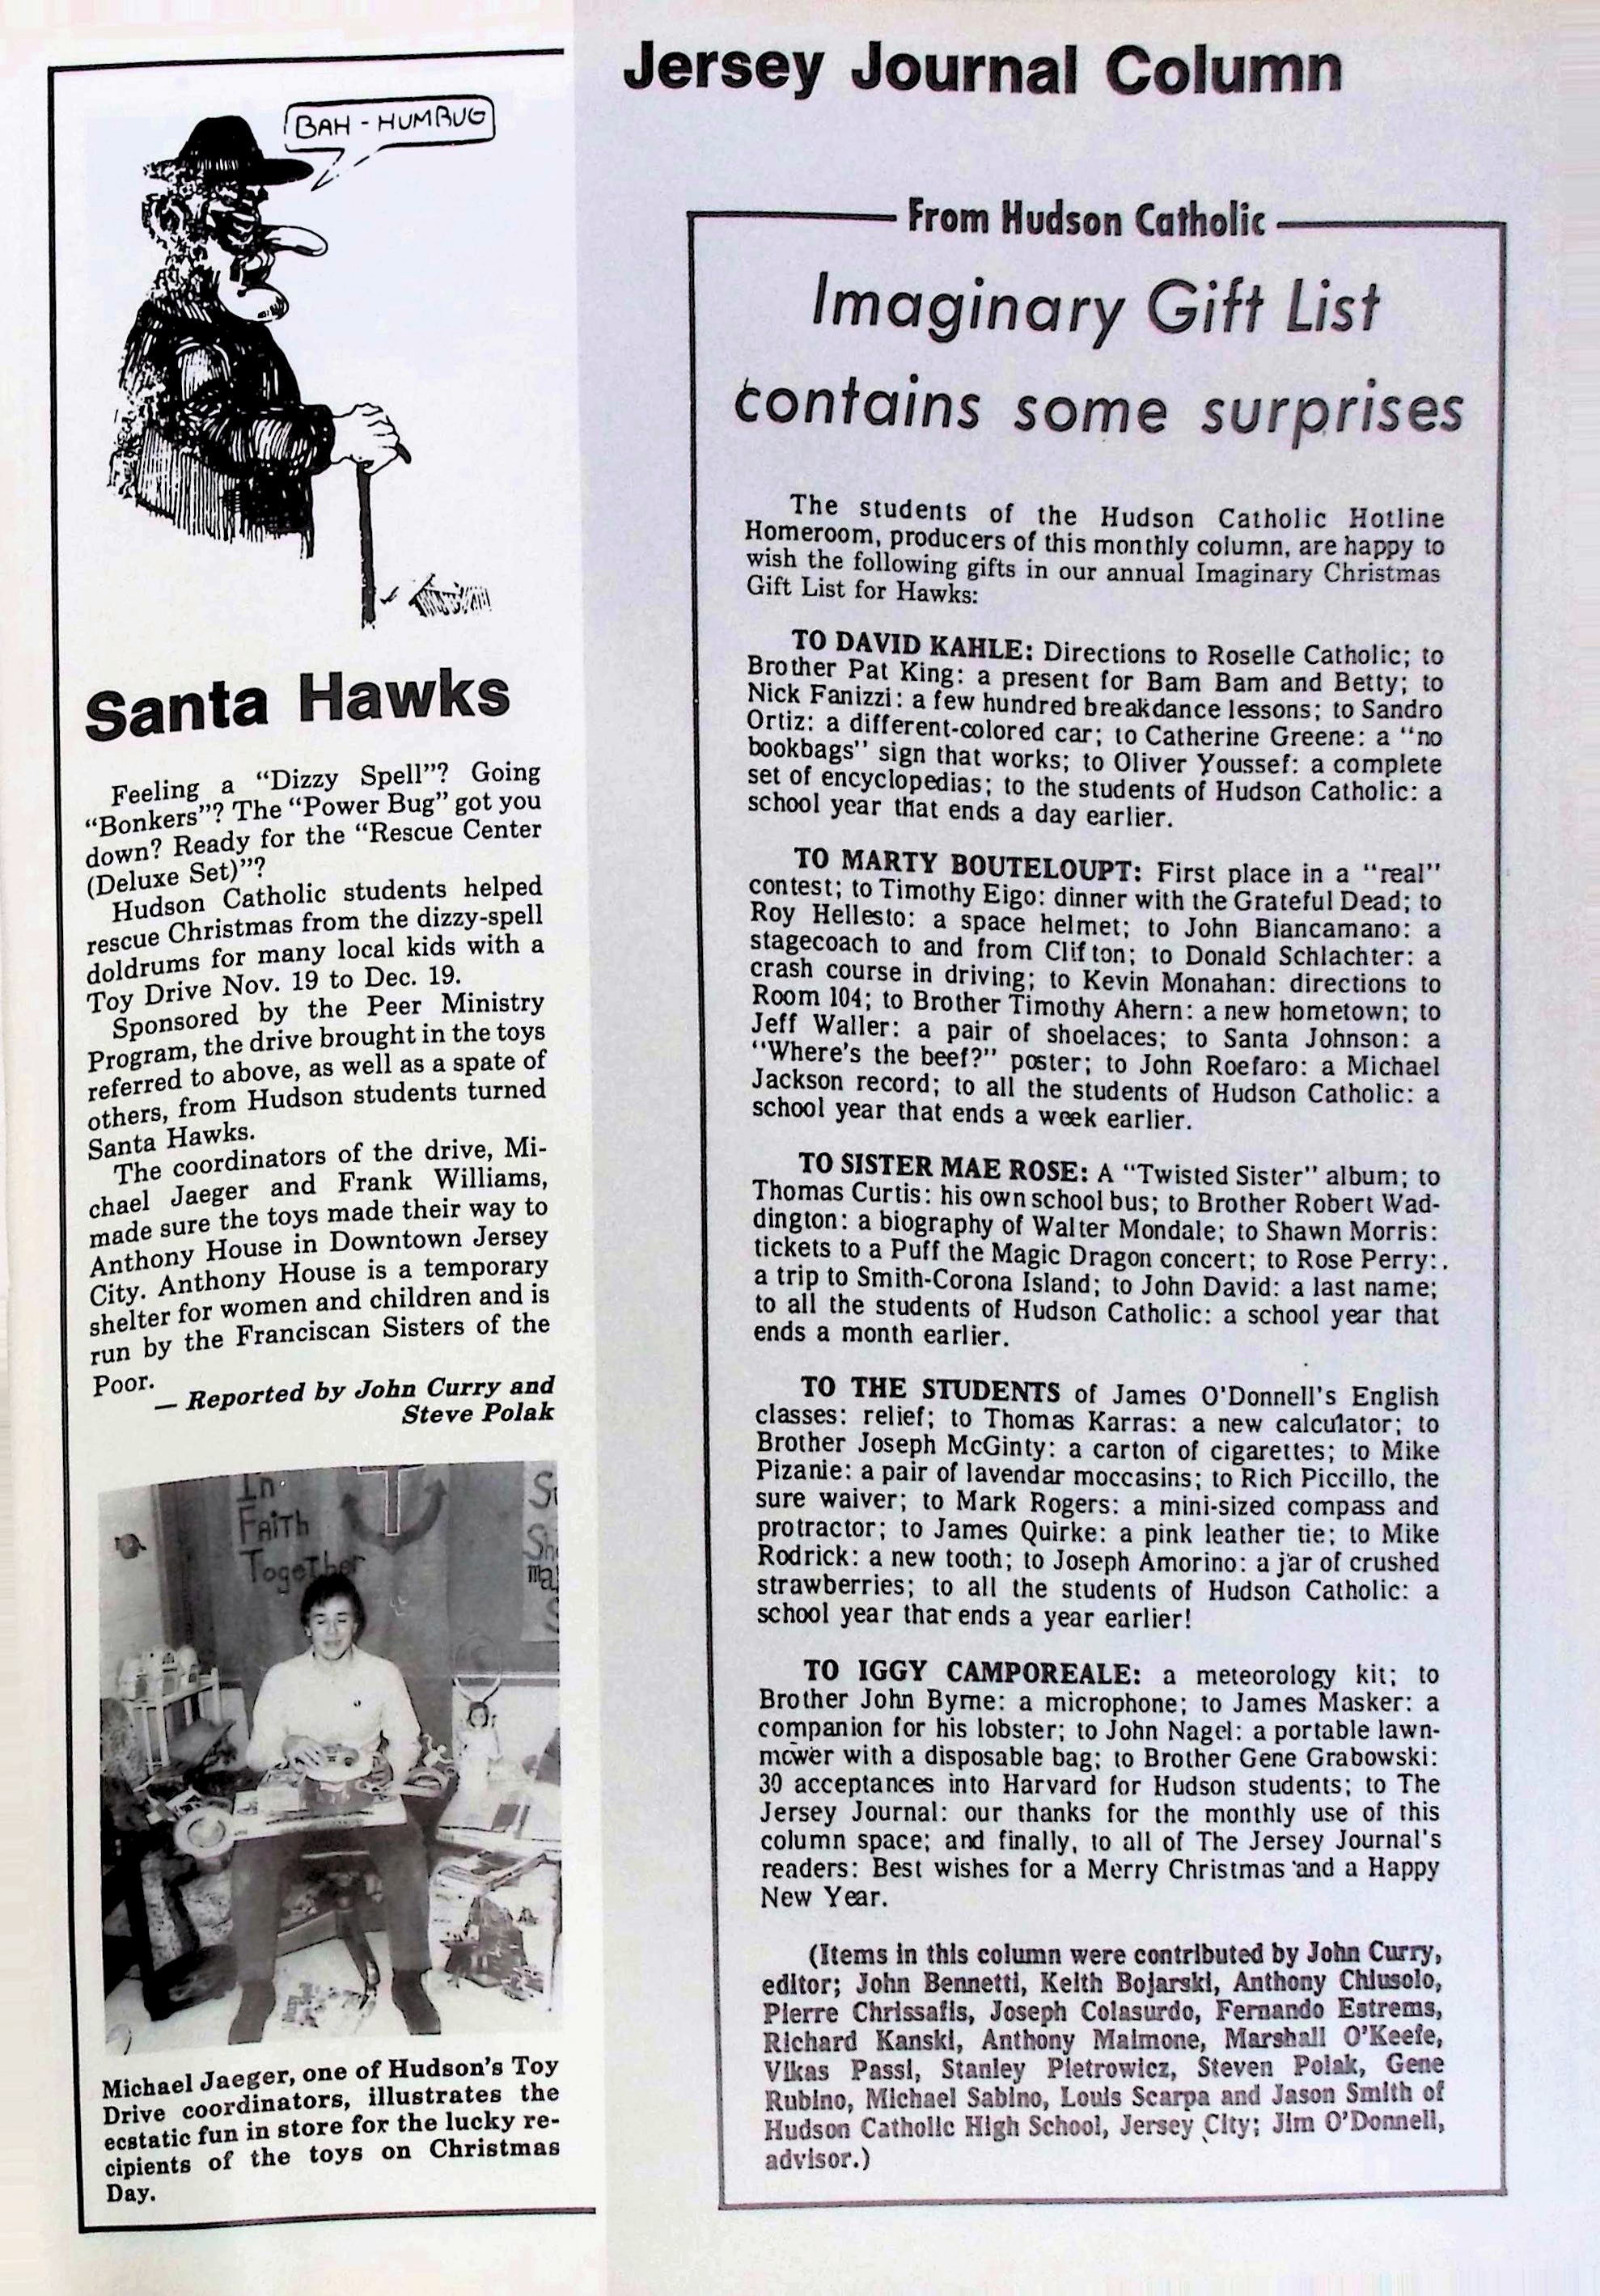 Jersey Journal Column
BAH - HUMBUG
Santa Hawks
Feeling a “Dizzy Spell”? Going
“Bonkers”? The “Power Bug” got you
down? Ready for the “Rescue Center
(Deluxe Set)”?
Hudson Catholic students helped
rescue Christmas from the dizzy-spell
doldrums for many local kids with a
Toy Drive Nov. 19 to Dec. 19.
Sponsored by the Peer Ministry
Program, the drive brought in the toys
referred to above, as well as a spate of
others, from Hudson students turned
Santa Hawks.
The coordinators of the drive, Mi-
chael Jaeger and Frank Williams,
made sure the toys made their way to
Anthony House in Downtown Jersey
City. Anthony House is a temporary
shelter for women and children and is
run by the Franciscan Sisters of the
Poor.
— Reported by John Curry and
Steve Polak
In
Faith
Together
Michael Jaeger, one of Hudson's Toy
Drive coordinators, illustrates the
ecstatic fun in store for the lucky re-
cipients of the toys on Christmas
Day.
From Hudson Catholic
Imaginary Gift List
contains some surprises
The students of the Hudson Catholic Hotline
Homeroom, producers of this monthly column, are happy to
wish the following gifts in our annual Imaginary Christmas
Gift List for Hawks:
TO DAVID KAHLE: Directions to Roselle Catholic; to
Brother Pat King: a present for Bam Bam and Betty; to
Nick Fanizzi: a few hundred breakdance lessons; to Sandro
Ortiz: a different-colored car; to Catherine Greene: a “no
bookbags” sign that works; to Oliver Youssef: a complete
set of encyclopedias; to the students of Hudson Catholic: a
school year that ends a day earlier.
TO MARTY BOUTELOUPT: First place in a “real”
contest; to Timothy Eigo: dinner with the Grateful Dead; to
Roy Hellesto: a space helmet; to John Biancamano: a
stagecoach to and from Clifton; to Donald Schlachter: a
crash course in driving; to Kevin Monahan: directions to
Room 104; to Brother Timothy Ahern: a new hometown; to
Jeff Waller: a pair of shoelaces; to Santa Johnson: a
“Where's the beef?” poster; to John Roefaro: a Michael
Jackson record; to all the students of Hudson Catholic: a
school year that ends a week earlier.
TO SISTER MAE ROSE: A “Twisted Sister” album; to
Thomas Curtis: his own school bus; to Brother Robert Wad-
dington: a biography of Walter Mondale; to Shawn Morris:
tickets to a Puff the Magic Dragon concert; to Rose Perry:
a trip to Smith-Corona Island; to John David: a last name;
to all the students of Hudson Catholic: a school year that
ends a month earlier.
TO THE STUDENTS of James O'Donnell's English
classes: relief; to Thomas Karras: a new calculator; to
Brother Joseph McGinty: a carton of cigarettes; to Mike
Pizanie: a pair of lavendar moccasins; to Rich Piccillo, the
sure waiver; to Mark Rogers: a mini-sized compass and
protractor; to James Quirke: a pink leather tie; to Mike
Rodrick: a new tooth; to Joseph Amorino: a jar of crushed
strawberries; to all the students of Hudson Catholic: a
school year that ends a year earlier!
TO IGGY CAMPOREALE: a meteorology kit; to
Brother John Byrne: a microphone; to James Masker: a
companion for his lobster; to John Nagel: a portable lawn-
mower with a disposable bag; to Brother Gene Grabowski:
30 acceptances into Harvard for Hudson students; to The
Jersey Journal: our thanks for the monthly use of this
column space; and finally, to all of The Jersey Journal's
readers: Best wishes for a Merry Christmas and a Happy
New Year.
(Items in this column were contributed by John Curry,
editor; John Bennetti, Keith Bojarski, Anthony Chiusolo,
Pierre Chrissafis, Joseph Colasurdo, Fernando Estrems,
Richard Kanski, Anthony Maimone, Marshall O'Keefe,
Vikas Passi, Stanley Pietrowicz, Steven Polak, Gene
Rubino, Michael Sabino, Louis Scarpa and Jason Smith of
Hudson Catholic High School, Jersey City; Jim O'Donnell,
advisor.)